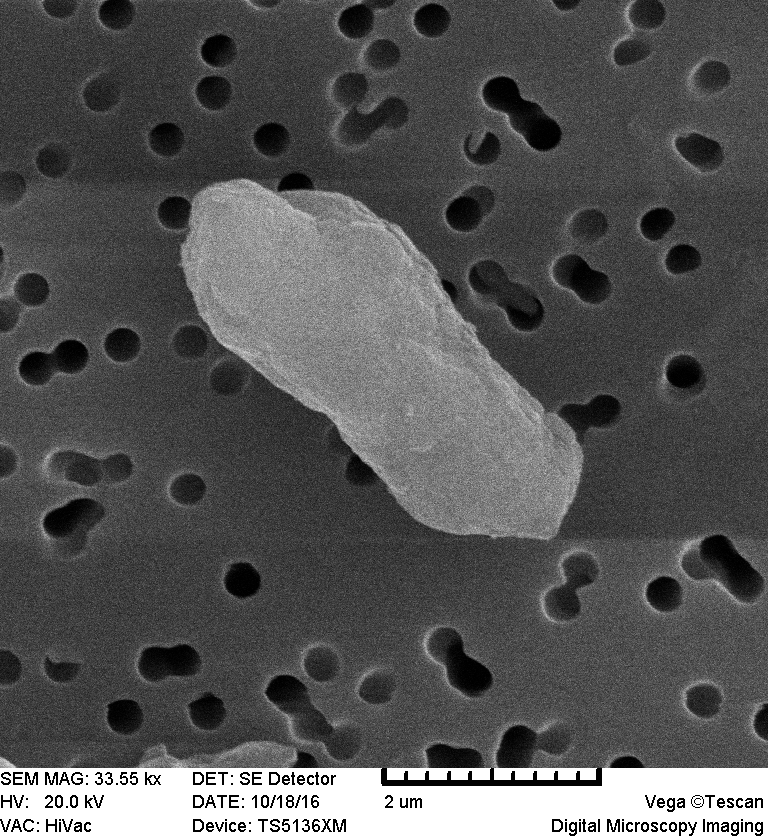 SEM MAG: 33.55 kx DET: SE Detector
HV: 20.0 kV DATE: 10/18/16 2 um Vega ©Tescan
VAC: HiVac Device: TS5136XM Digital Microscopy Imaging